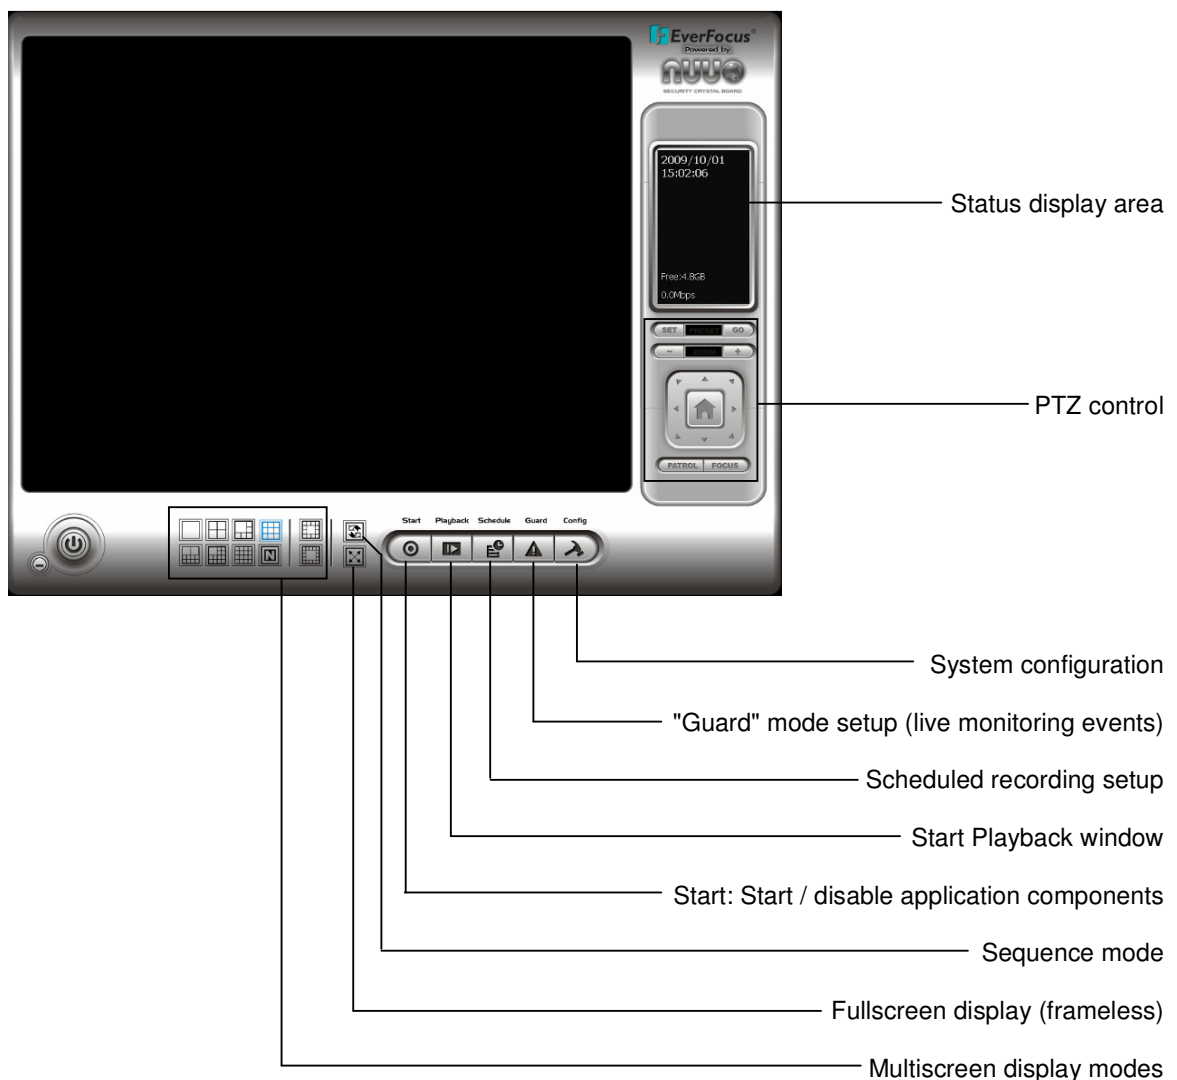 EverFocus®
Powered by
NUUO
SECURITY CRYSTAL BOARD
2009/10/01
15:02:06
Status display area
Free:4.8GB
0.0Mbps
SET PRESET GO
- ZOOM +
PTZ control
PATROL FOCUS
Start Playback Schedule Guard Config
N
System configuration
"Guard" mode setup (live monitoring events)
Scheduled recording setup
Start Playback window
Start: Start / disable application components
Sequence mode
Fullscreen display (frameless)
Multiscreen display modes